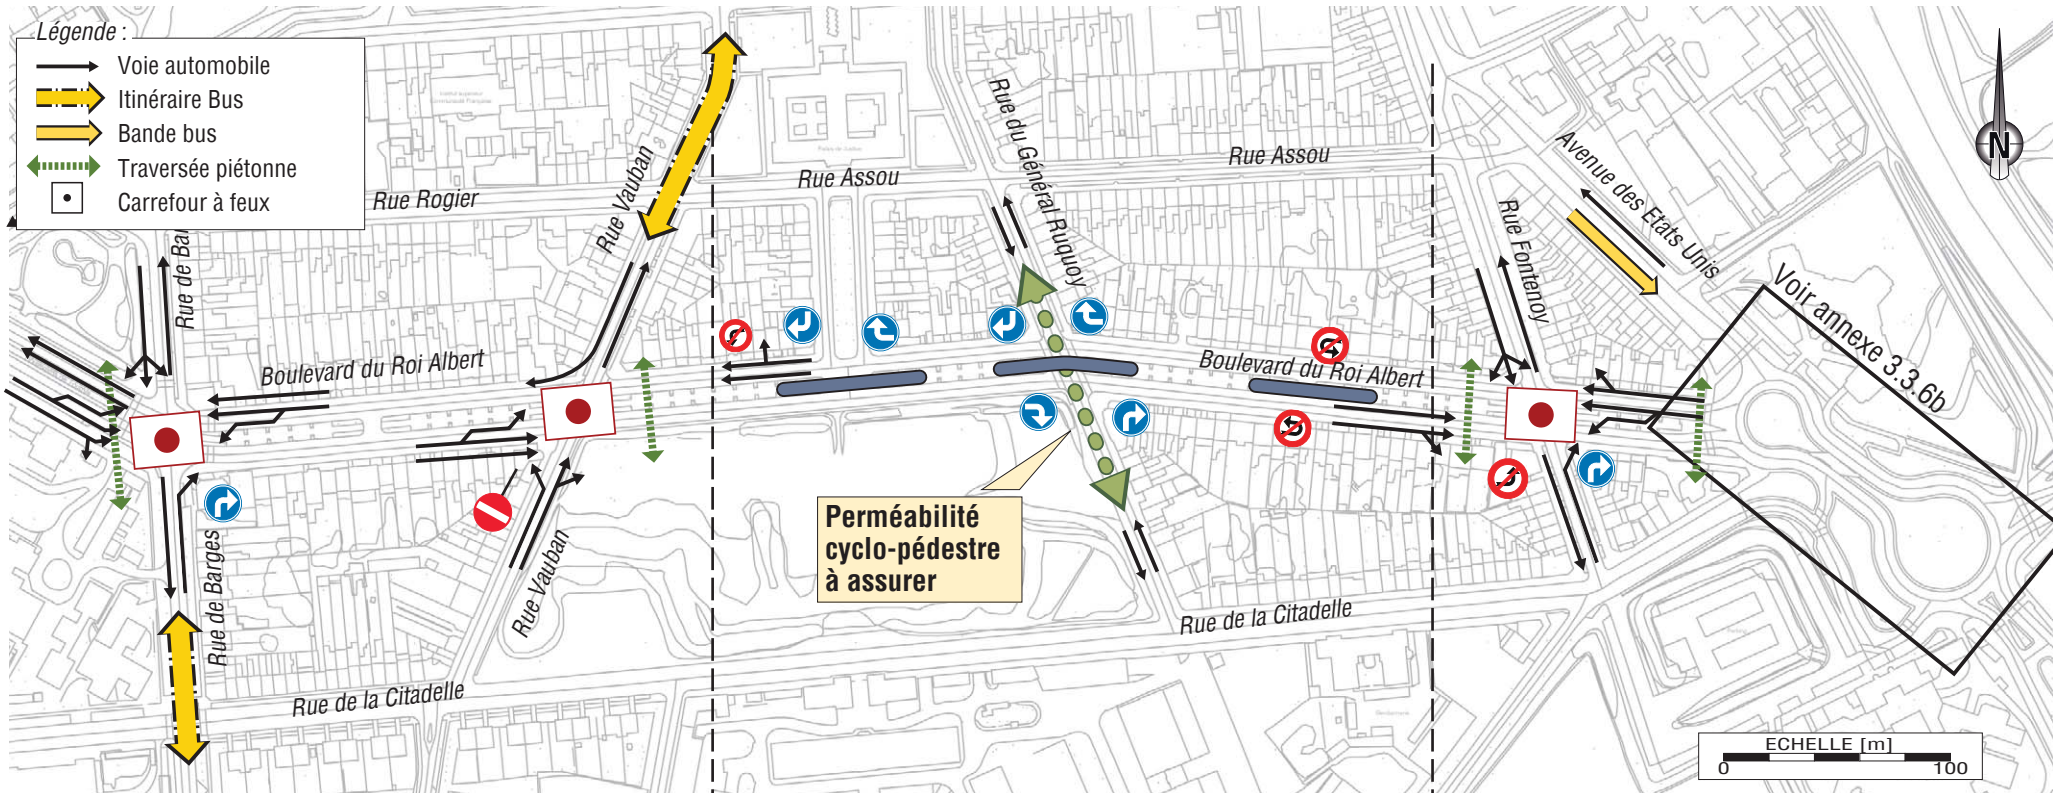 Légende :
Voie automobile
Itinéraire Bus
Bande bus
Traversée piétonne
Carrefour à feux
Rue Rogier
Rue Vauban
Rue Assou
Rue du Général Ruquoy
Rue Assou
Avenue des Etats Unis
Rue Fontenoy
N
Voir annexe 3.3.6b
Rue de Bar
Boulevard du Roi Albert
Boulevard du Roi Albert
Perméabilité
cyclo-pédestre
à assurer
Rue de Barges
Rue Vauban
Rue de la Citadelle
Rue de la Citadelle
Palais de Justice
ECHELLE [m]
0 100